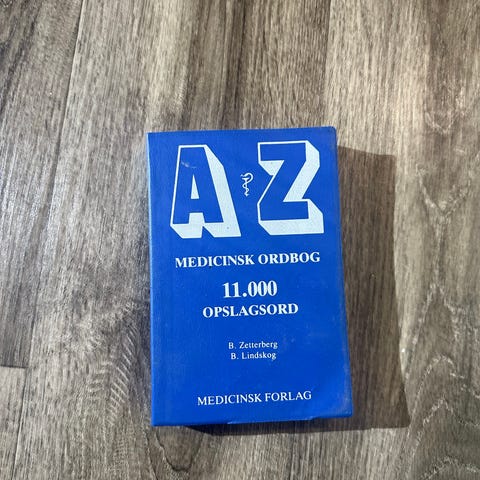 A Z
MEDICINSK ORDBOG
11.000
OPSLAGSORD
B. Zetterberg
B. Lindskog
MEDICINSK FORLAG